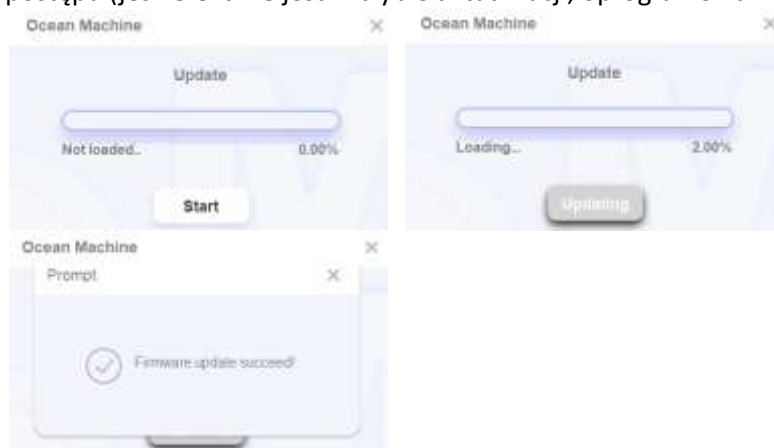 Ocean Machine
Update
Not loaded.. 0.00%
Start
Ocean Machine
Update
Loading... 2.00%
Updating
Ocean Machine
Prompt
Firmware update succeed!